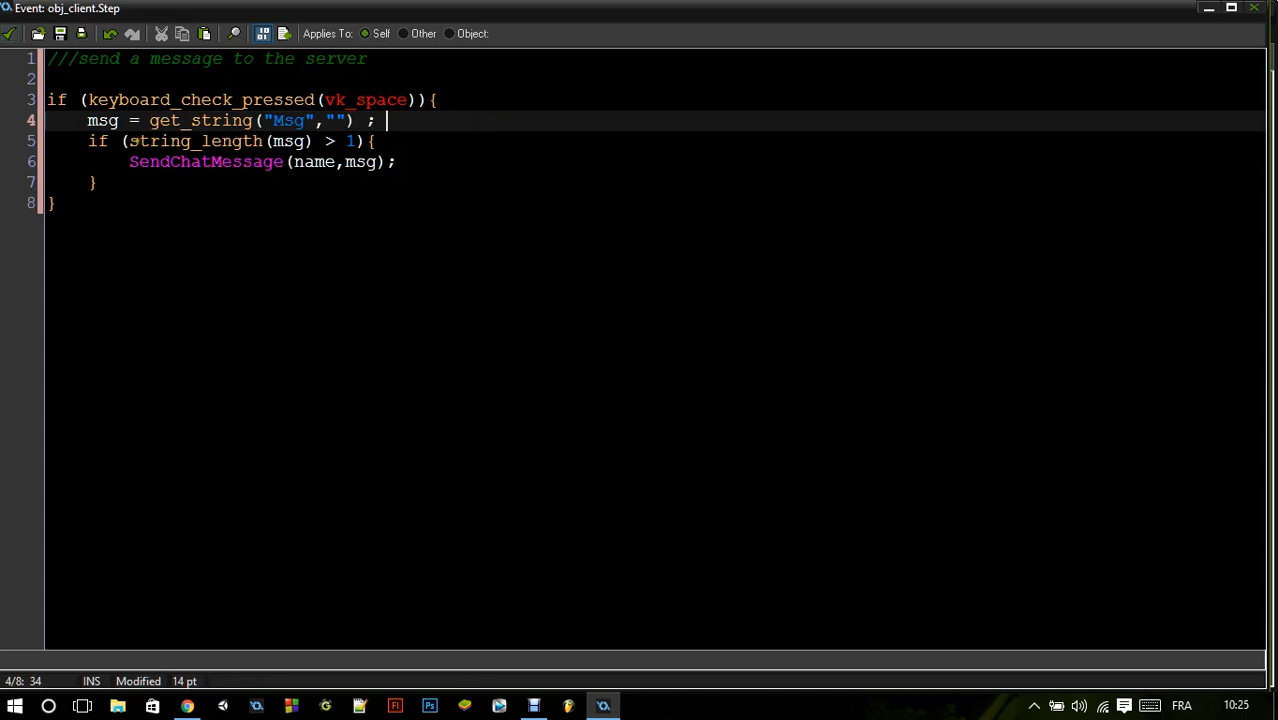 Event: obj_client.Step
Applies To: Self Other Object:
1 ///send a message to the server
2
3 if (keyboard_check_pressed(vk_space)){
4 msg = get_string("Msg","") ;
5 if (string_length(msg) > 1){
6 SendChatMessage(name,msg);
7 }
8 }
4/8: 34 INS Modified 14 pt
Fl Ps FRA 10:25